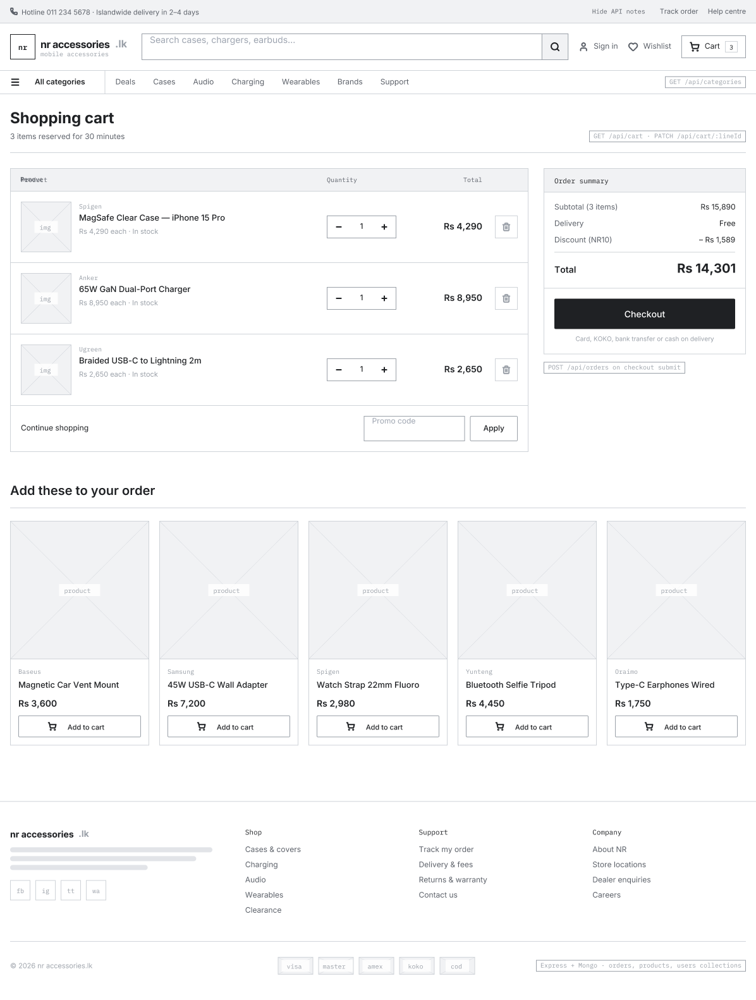 Hotline 011 234 5678 · Islandwide delivery in 2–4 days
Hide API notes
Track order
Help centre
nr
nr accessories .lk
mobile accessories
Search cases, chargers, earbuds...
Sign in
Wishlist
Cart
3
All categories
Deals
Cases
Audio
Charging
Wearables
Brands
Support
GET /api/categories
Shopping cart
3 items reserved for 30 minutes
GET /api/cart · PATCH /api/cart/:lineId
Product
Remove
Quantity
Total
img
Spigen
MagSafe Clear Case — iPhone 15 Pro
Rs 4,290 each · In stock
1
Rs 4,290
img
Anker
65W GaN Dual-Port Charger
Rs 8,950 each · In stock
1
Rs 8,950
img
Ugreen
Braided USB-C to Lightning 2m
Rs 2,650 each · In stock
1
Rs 2,650
Continue shopping
Promo code
Apply
Order summary
Subtotal (3 items)
Rs 15,890
Delivery
Free
Discount (NR10)
– Rs 1,589
Total
Rs 14,301
Checkout
Card, KOKO, bank transfer or cash on delivery
POST /api/orders on checkout submit
Add these to your order
product
Baseus
Magnetic Car Vent Mount
Rs 3,600
Add to cart
product
Samsung
45W USB-C Wall Adapter
Rs 7,200
Add to cart
product
Spigen
Watch Strap 22mm Fluoro
Rs 2,980
Add to cart
product
Yunteng
Bluetooth Selfie Tripod
Rs 4,450
Add to cart
product
Oraimo
Type-C Earphones Wired
Rs 1,750
Add to cart
nr accessories .lk
fb
ig
tt
wa
Shop
Cases & covers
Charging
Audio
Wearables
Clearance
Support
Track my order
Delivery & fees
Returns & warranty
Contact us
Company
About NR
Store locations
Dealer enquiries
Careers
© 2026 nr accessories.lk
visa
master
amex
koko
cod
Express + Mongo · orders, products, users collections